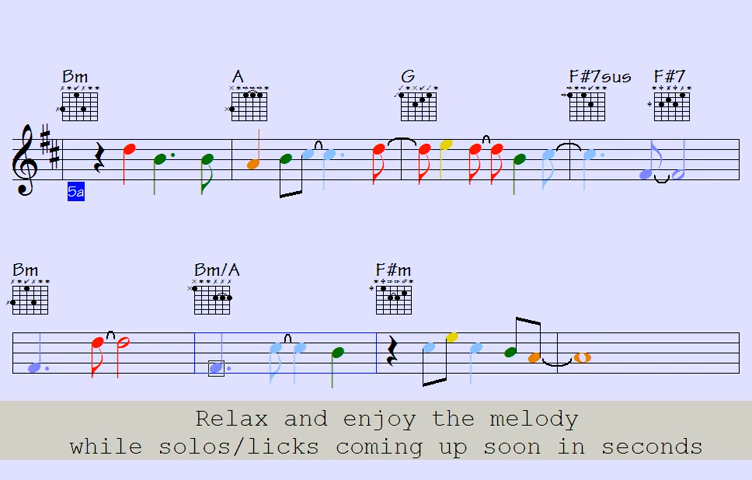 Bm A G F#7sus F#7
5a
Bm Bm/A F#m
Relax and enjoy the melody
while solos/licks coming up soon in seconds